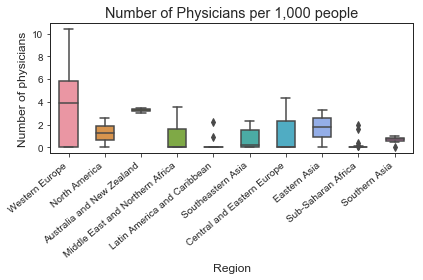 Number of Physicians per 1,000 people
Number of physicians
10
8
6
4
2
0
Western Europe
North America
Australia and New Zealand
Middle East and Northern Africa
Latin America and Caribbean
Southeastern Asia
Central and Eastern Europe
Eastern Asia
Sub-Saharan Africa
Southern Asia
Region